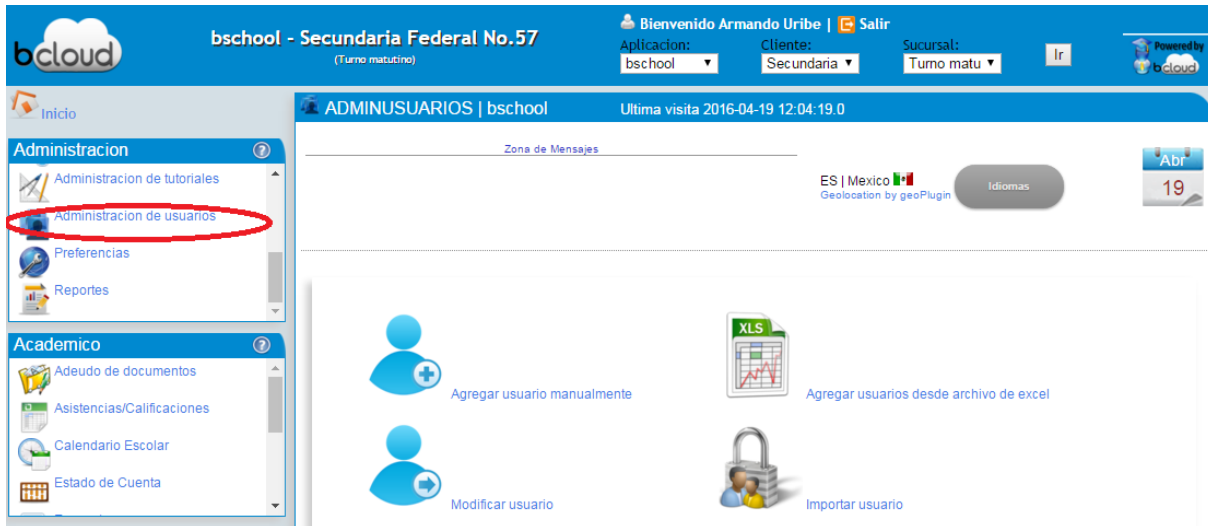 bcloud
bschool - Secundaria Federal No.57
(Turno matutino)
Bienvenido Armando Uribe | Salir
Aplicacion: Cliente: Sucursal:
bschool Secundaria Turno matu Ir
Powered by
bcloud
Inicio
ADMINUSUARIOS | bschool Ultima visita 2016-04-19 12:04:19.0
Administracion
Administracion de tutoriales
Administracion de usuarios
Preferencias
Reportes
Zona de Mensajes
ES | Mexico
Geolocation by geoPlugin
Idiomas
Abr
19
Academico
Adeudo de documentos
Asistencias/Calificaciones
Calendario Escolar
Estado de Cuenta
Agregar usuario manualmente
XLS
Agregar usuarios desde archivo de excel
Modificar usuario
Importar usuario